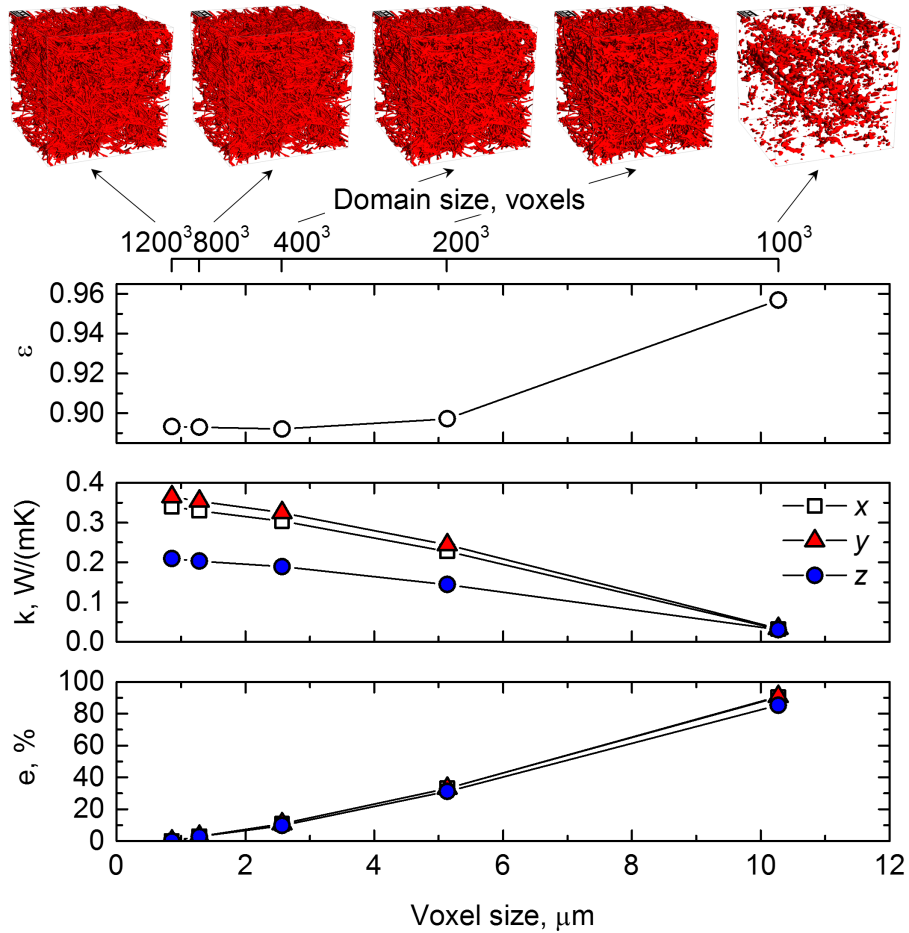 Domain size, voxels
1200³ 800³ 400³ 200³ 100³
0.96
0.94
0.92
0.90
ε
0.4
0.3
0.2
0.1
0.0
k, W/(mK)
x
y
z
100
80
60
40
20
0
e, %
0 2 4 6 8 10 12
Voxel size, μm